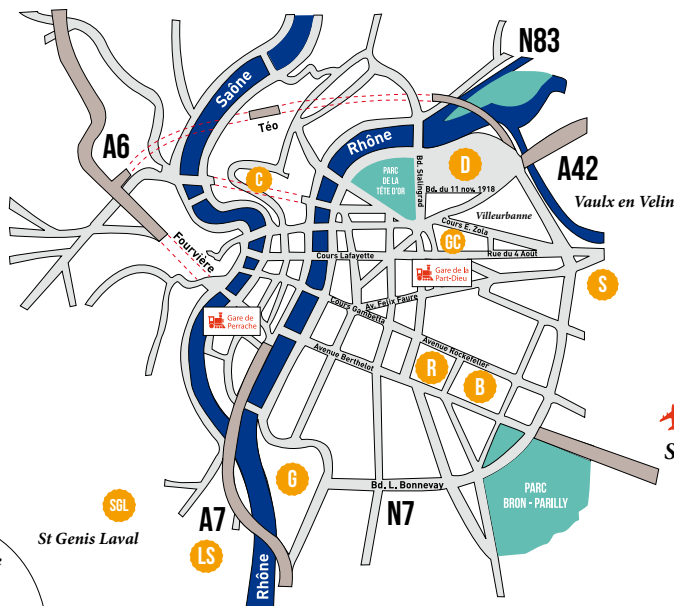 N83
Saône
Téo
Rhône
A6
C
D
A42
PARC
DE LA
TÊTE D'OR
Bd. Stalingrad
Bd. du 11 nov. 1918
Vaulx en Velin
Villeurbanne
Cours E. Zola
Fourvière
GC
Rue du 4 Août
Cours Lafayette
Gare de la
Part-Dieu
S
Av. Felix Faure
Cours Gambetta
Gare de
Perrache
Avenue Rockefeller
Avenue Berthelot
R
B
S
G
Bd. L. Bonnevay
PARC
BRON - PARILLY
SGL
A7
N7
St Genis Laval
LS
Rhône
e